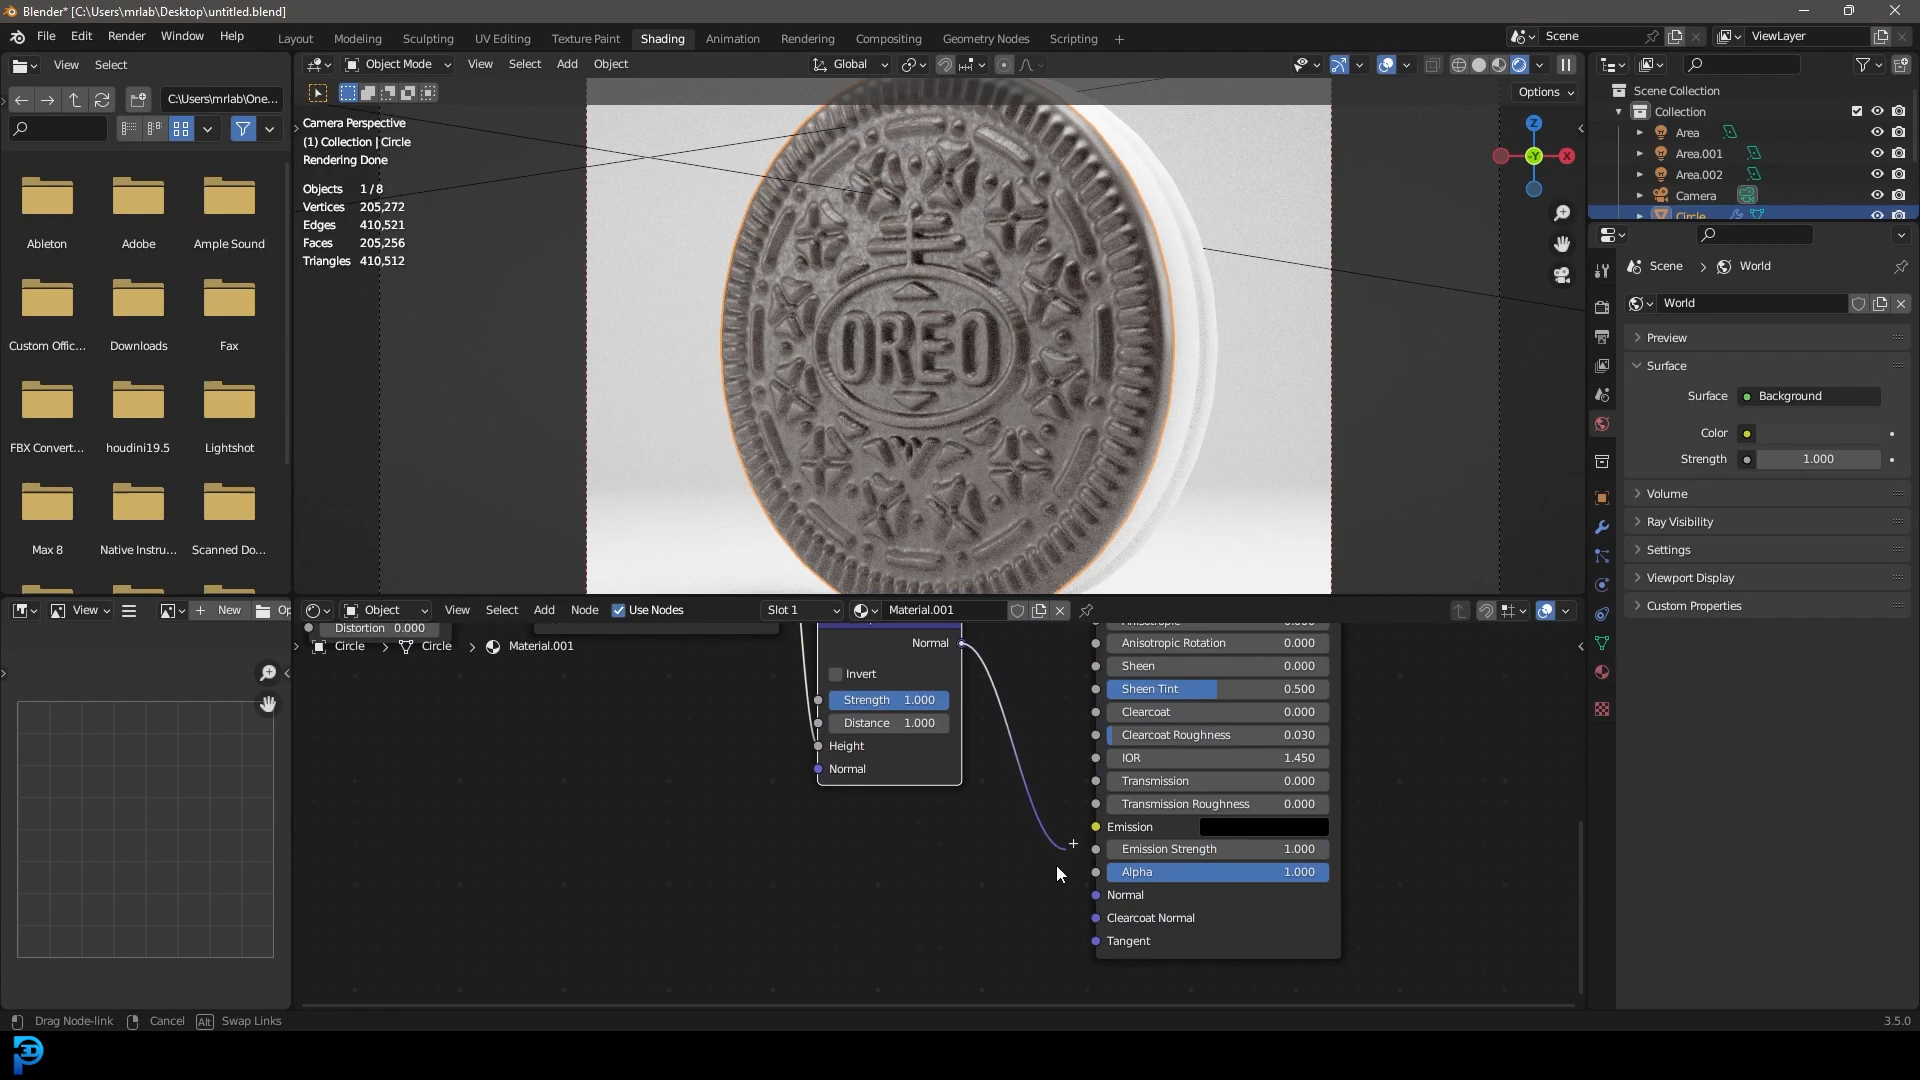 Blender* [C:\Users\mrlab\Desktop\untitled.blend]
File Edit Render Window Help
Layout Modeling Sculpting UV Editing Texture Paint Shading Animation Rendering Compositing Geometry Nodes Scripting +
Scene
ViewLayer
View Select
Object Mode View Select Add Object
Global
Options
C:\Users\mrlab\One...
Ableton Adobe Ample Sound
Custom Offic... Downloads Fax
FBX Convert... houdini19.5 Lightshot
Max 8 Native Instru... Scanned Do...
Camera Perspective
(1) Collection | Circle
Rendering Done
Objects 1/8
Vertices 205,272
Edges 410,521
Faces 205,256
Triangles 410,512
OREO
Z
-Y
X
Scene Collection
Collection
Area
Area.001
Area.002
Camera
Circle
Scene > World
World
Preview
Surface
Surface Background
Color
Strength 1.000
Volume
Ray Visibility
Settings
Viewport Display
Custom Properties
View
New
Op
Object View Select Add Node Use Nodes
Slot 1
Material.001
Distortion 0.000
Circle > Circle > Material.001
Normal
Invert
Strength 1.000
Distance 1.000
Height
Normal
Anisotropic Rotation 0.000
Sheen 0.000
Sheen Tint 0.500
Clearcoat 0.000
Clearcoat Roughness 0.030
IOR 1.450
Transmission 0.000
Transmission Roughness 0.000
Emission
Emission Strength 1.000
Alpha 1.000
Normal
Clearcoat Normal
Tangent
Drag Node-link Cancel Alt Swap Links
3.5.0
3D